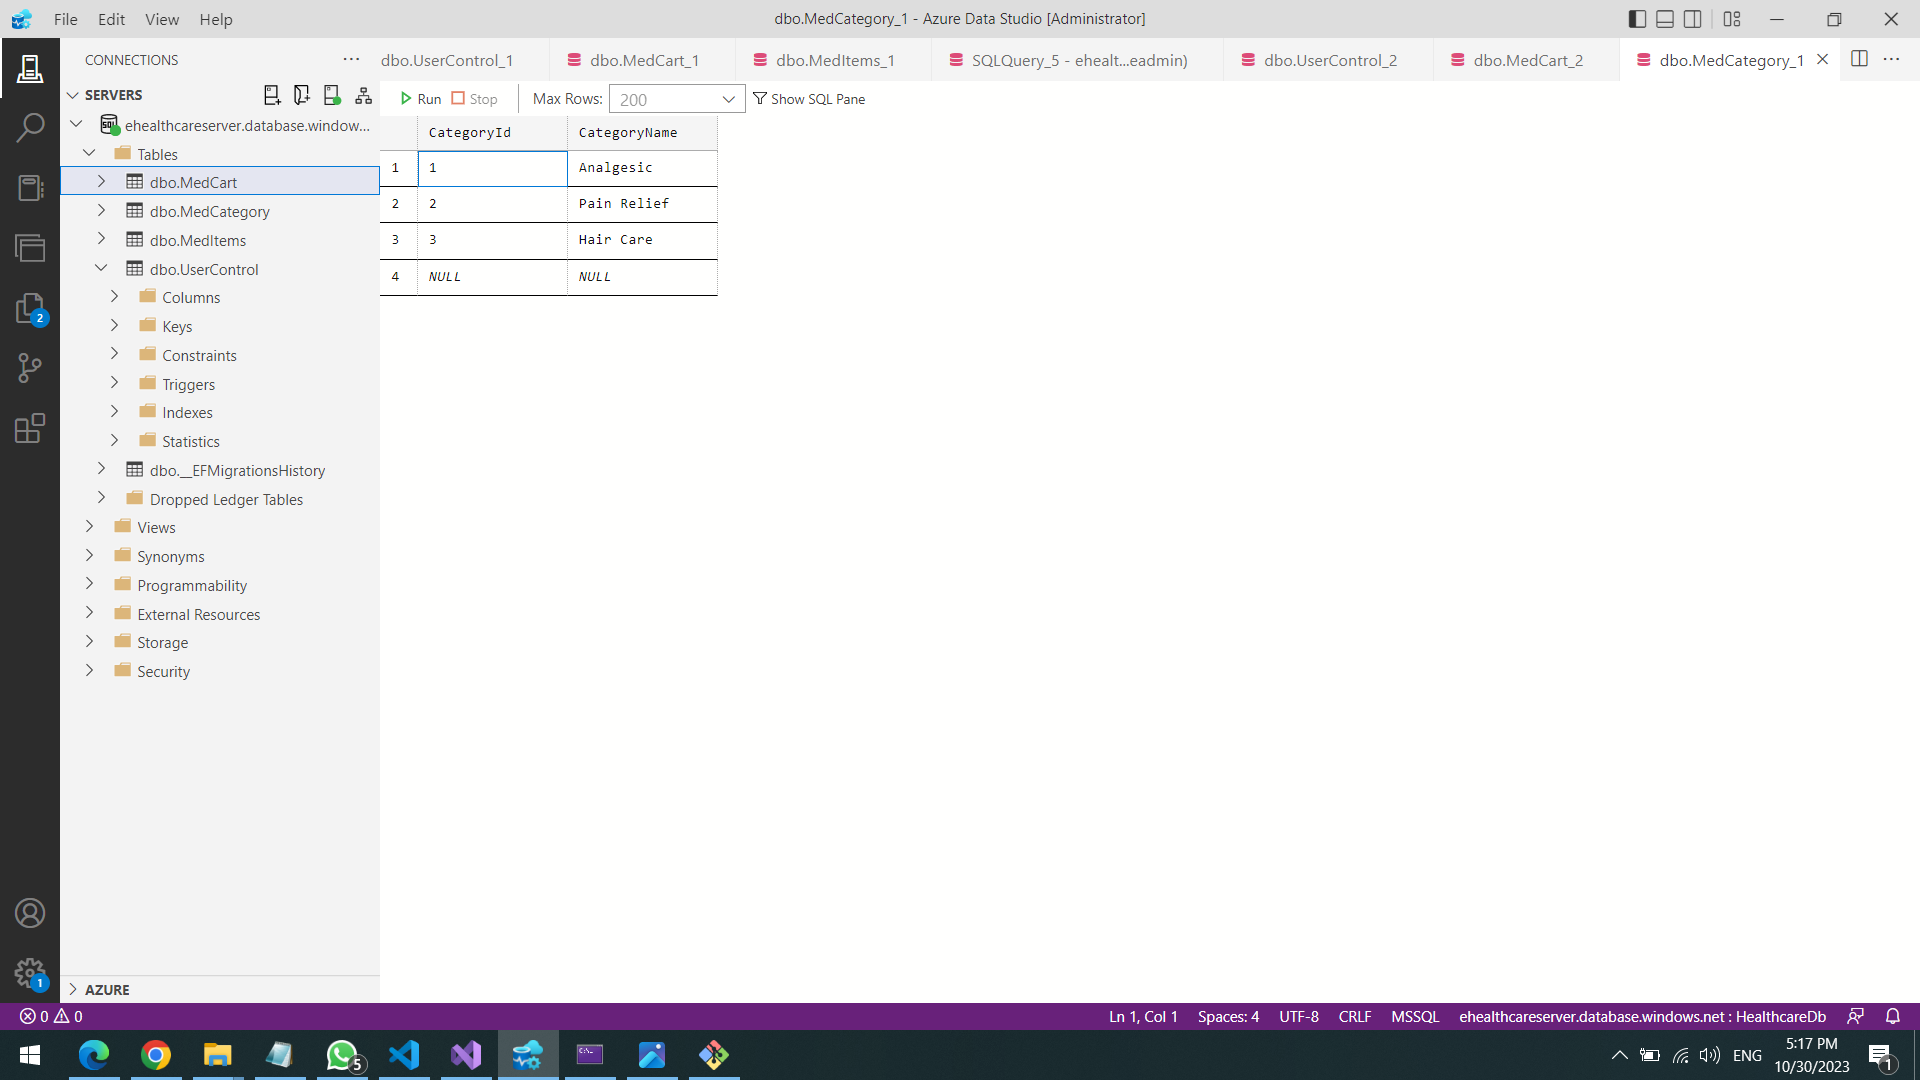 File Edit View Help
dbo.MedCategory_1 - Azure Data Studio [Administrator]
CONNECTIONS
dbo.UserControl_1
dbo.MedCart_1
dbo.MedItems_1
SQLQuery_5 - ehealt...eadmin)
dbo.UserControl_2
dbo.MedCart_2
dbo.MedCategory_1
SERVERS
Run Stop Max Rows: 200 Show SQL Pane
ehealthcareserver.database.window...
Tables
dbo.MedCart
dbo.MedCategory
dbo.MedItems
dbo.UserControl
Columns
Keys
Constraints
Triggers
Indexes
Statistics
dbo.__EFMigrationsHistory
Dropped Ledger Tables
Views
Synonyms
Programmability
External Resources
Storage
Security
AZURE
CategoryId CategoryName
1 1 Analgesic
2 2 Pain Relief
3 3 Hair Care
4 NULL NULL
2
1
0 0
Ln 1, Col 1 Spaces: 4 UTF-8 CRLF MSSQL ehealthcareserver.database.windows.net : HealthcareDb
5
ENG
5:17 PM
10/30/2023
1